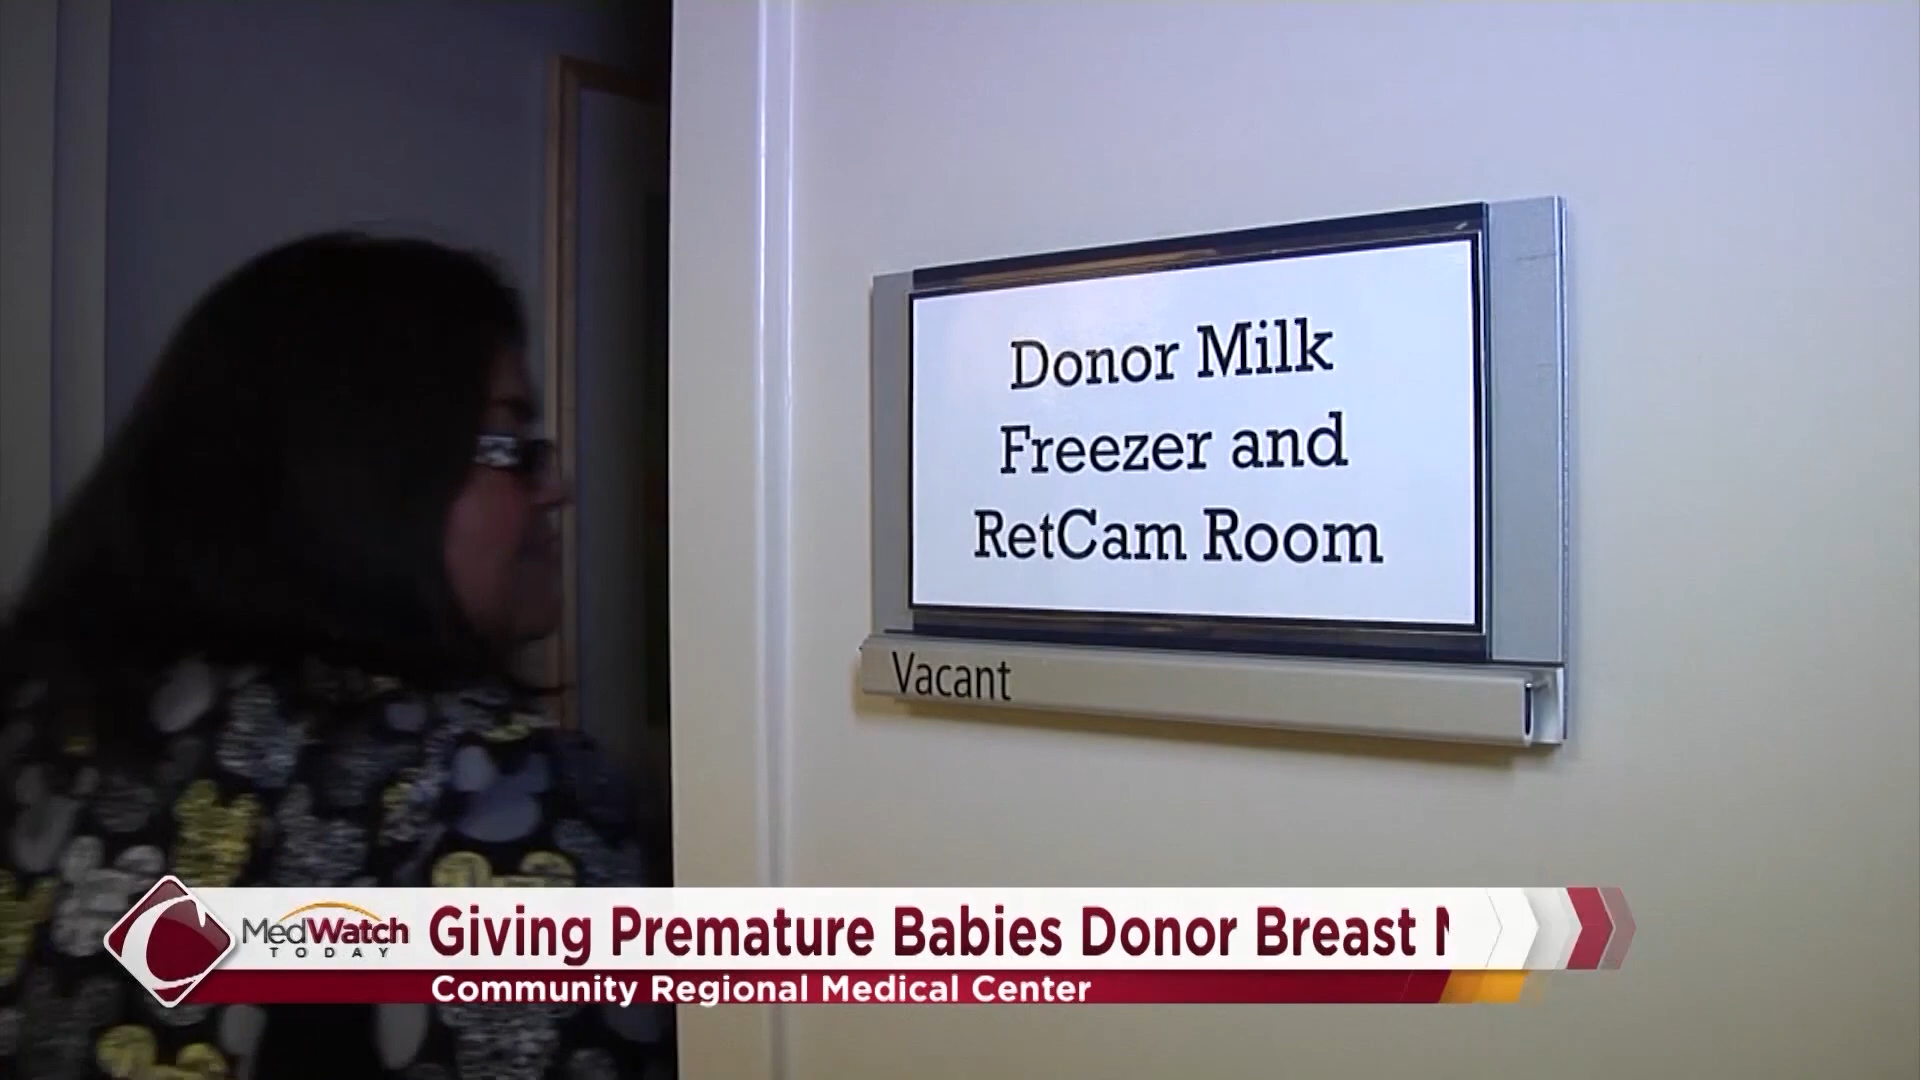 Donor Milk
Freezer and
RetCam Room
Vacant
MedWatch
TODAY
Giving Premature Babies Donor Breast
Community Regional Medical Center